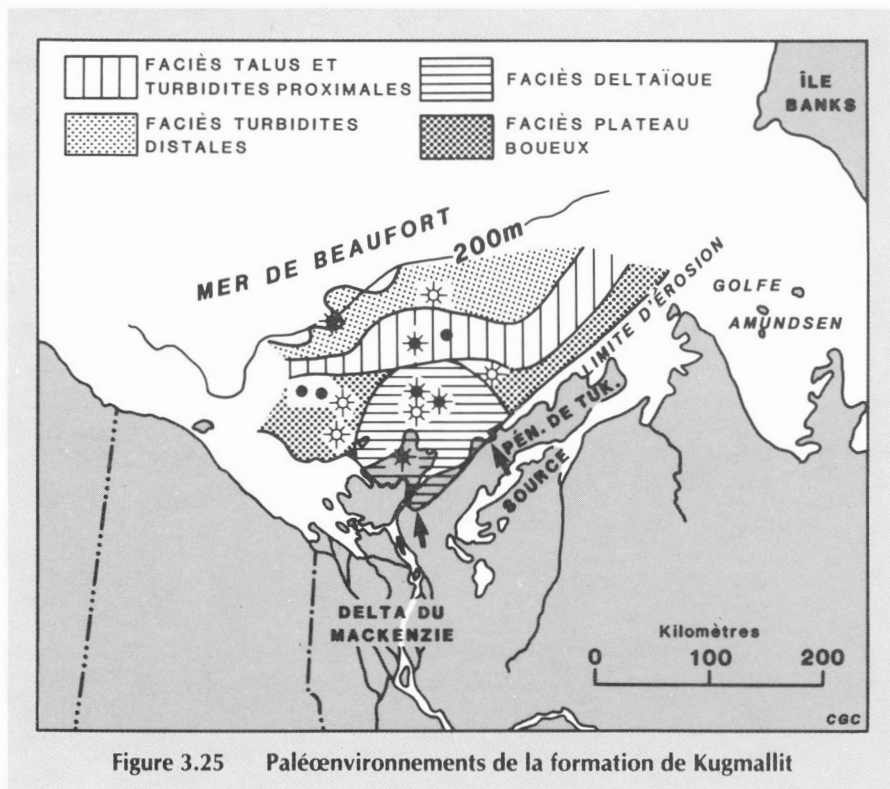 FACIÈS TALUS ET
TURBIDITES PROXIMALES
FACIÈS DELTAÏQUE
FACIÈS TURBIDITES
DISTALES
FACIÈS PLATEAU
BOUEUX
ÎLE
BANKS
MER DE BEAUFORT
200m
LIMITE D'ÉROSION
GOLFE
AMUNDSEN
PÉN. DE TUK.
SOURCE
DELTA DU
MACKENZIE
Kilomètres
0 100 200
CGC
Figure 3.25 Paléœnvironnements de la formation de Kugmallit